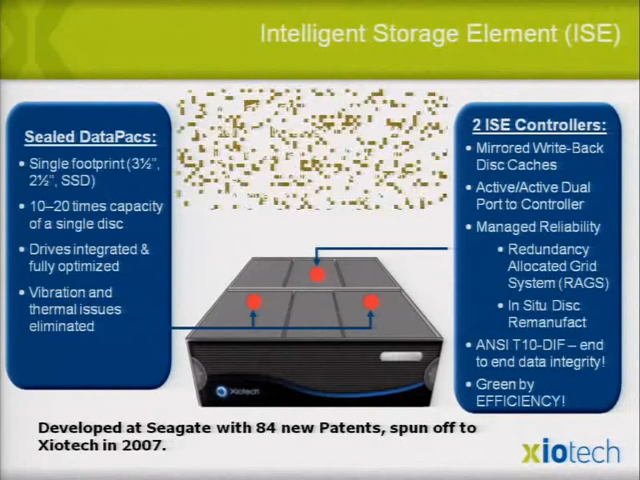 Intelligent Storage Element (ISE)
Sealed DataPacs:
• Single footprint (3½",
2½", SSD)
• 10–20 times capacity
of a single disc
• Drives integrated &
fully optimized
• Vibration and
thermal issues
eliminated
2 ISE Controllers:
• Mirrored Write-Back
Disc Caches
• Active/Active Dual
Port to Controller
• Managed Reliability
• Redundancy
Allocated Grid
System (RAGS)
• In Situ Disc
Remanufact
• ANSI T10-DIF – end
to end data integrity!
• Green by
EFFICIENCY!
Xiotech
Developed at Seagate with 84 new Patents, spun off to
Xiotech in 2007.
xiotech